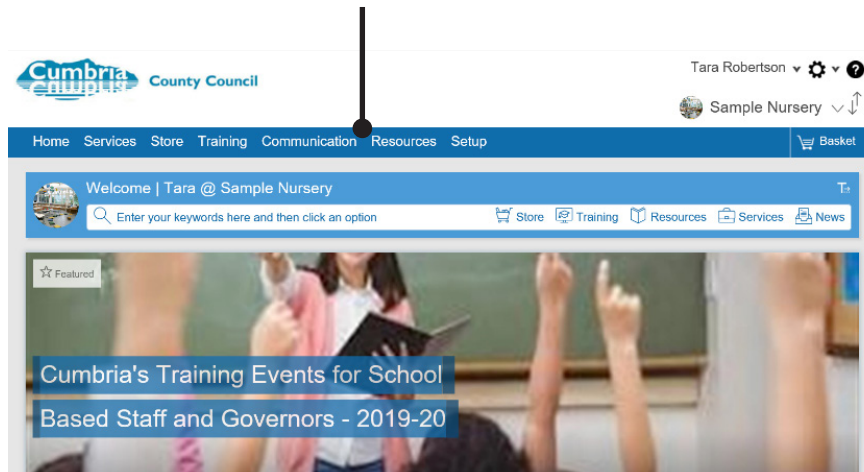 Cumbria County Council
Tara Robertson
Sample Nursery
Home Services Store Training Communication Resources Setup Basket
Welcome | Tara @ Sample Nursery
Enter your keywords here and then click an option Store Training Resources Services News
Featured
Cumbria's Training Events for School
Based Staff and Governors - 2019-20